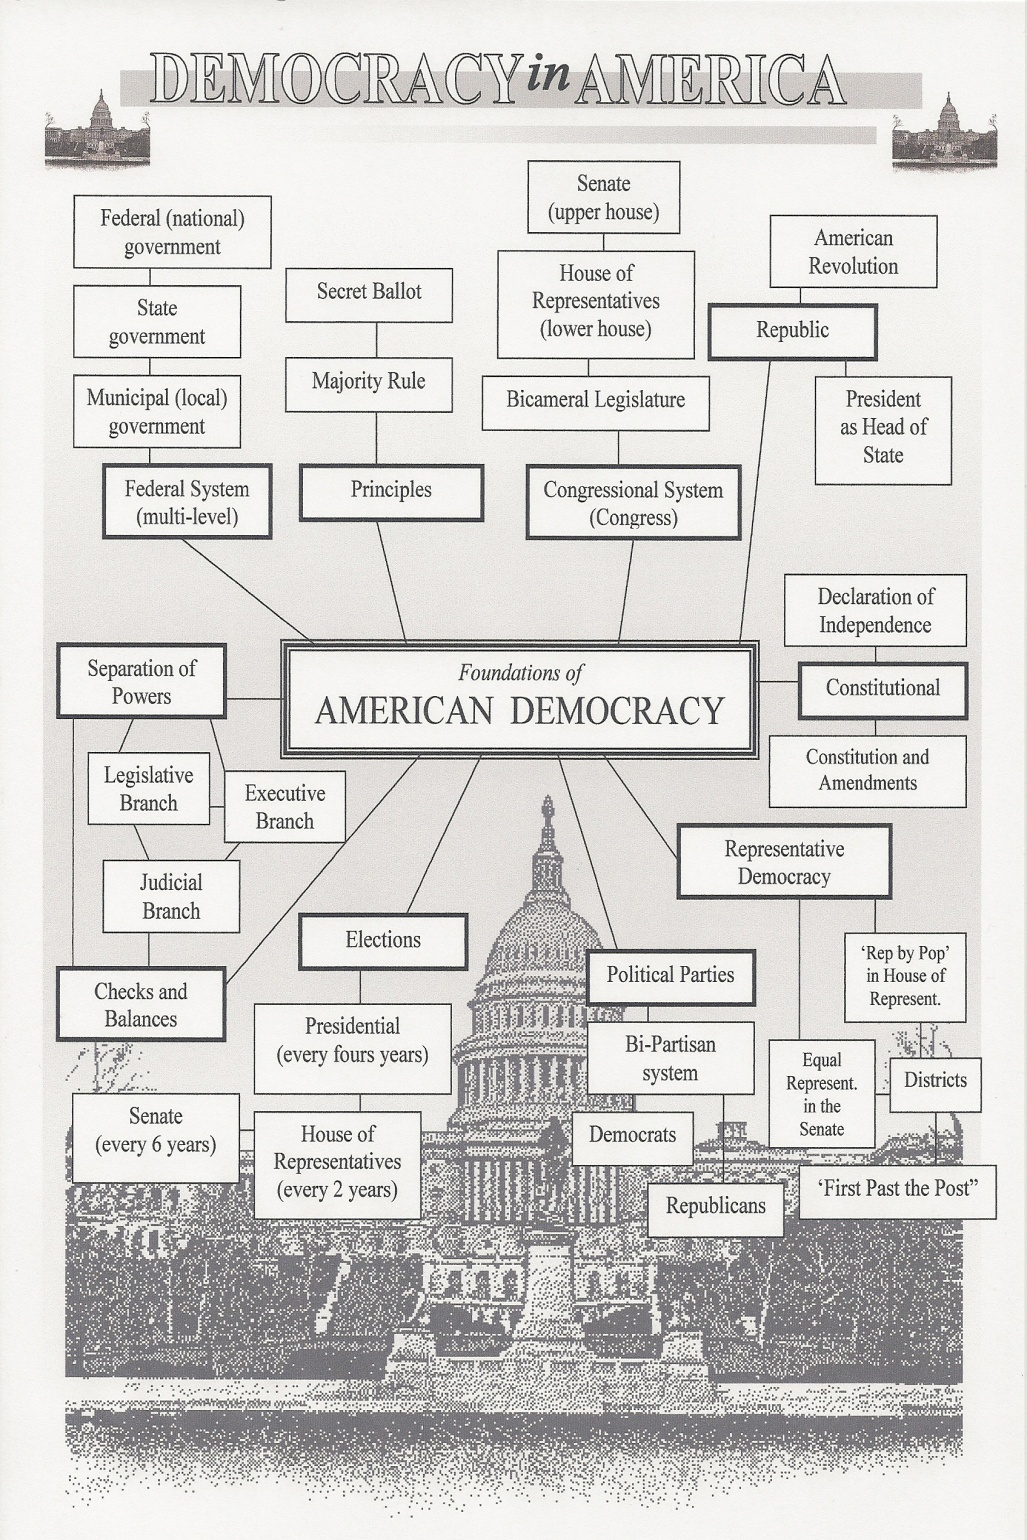 DEMOCRACY in AMERICA
Federal (national)
government
State
government
Municipal (local)
government
Federal System
(multi-level)
Secret Ballot
Majority Rule
Principles
Senate
(upper house)
House of
Representatives
(lower house)
Bicameral Legislature
Congressional System
(Congress)
American
Revolution
Republic
President
as Head of
State
Foundations of
AMERICAN DEMOCRACY
Declaration of
Independence
Constitutional
Constitution and
Amendments
Separation of
Powers
Legislative
Branch
Executive
Branch
Judicial
Branch
Checks and
Balances
Elections
Presidential
(every fours years)
Senate
(every 6 years)
House of
Representatives
(every 2 years)
Political Parties
Bi-Partisan
system
Democrats
Republicans
Representative
Democracy
‘Rep by Pop’
in House of
Represent.
Equal
Represent.
in the
Senate
Districts
‘First Past the Post”